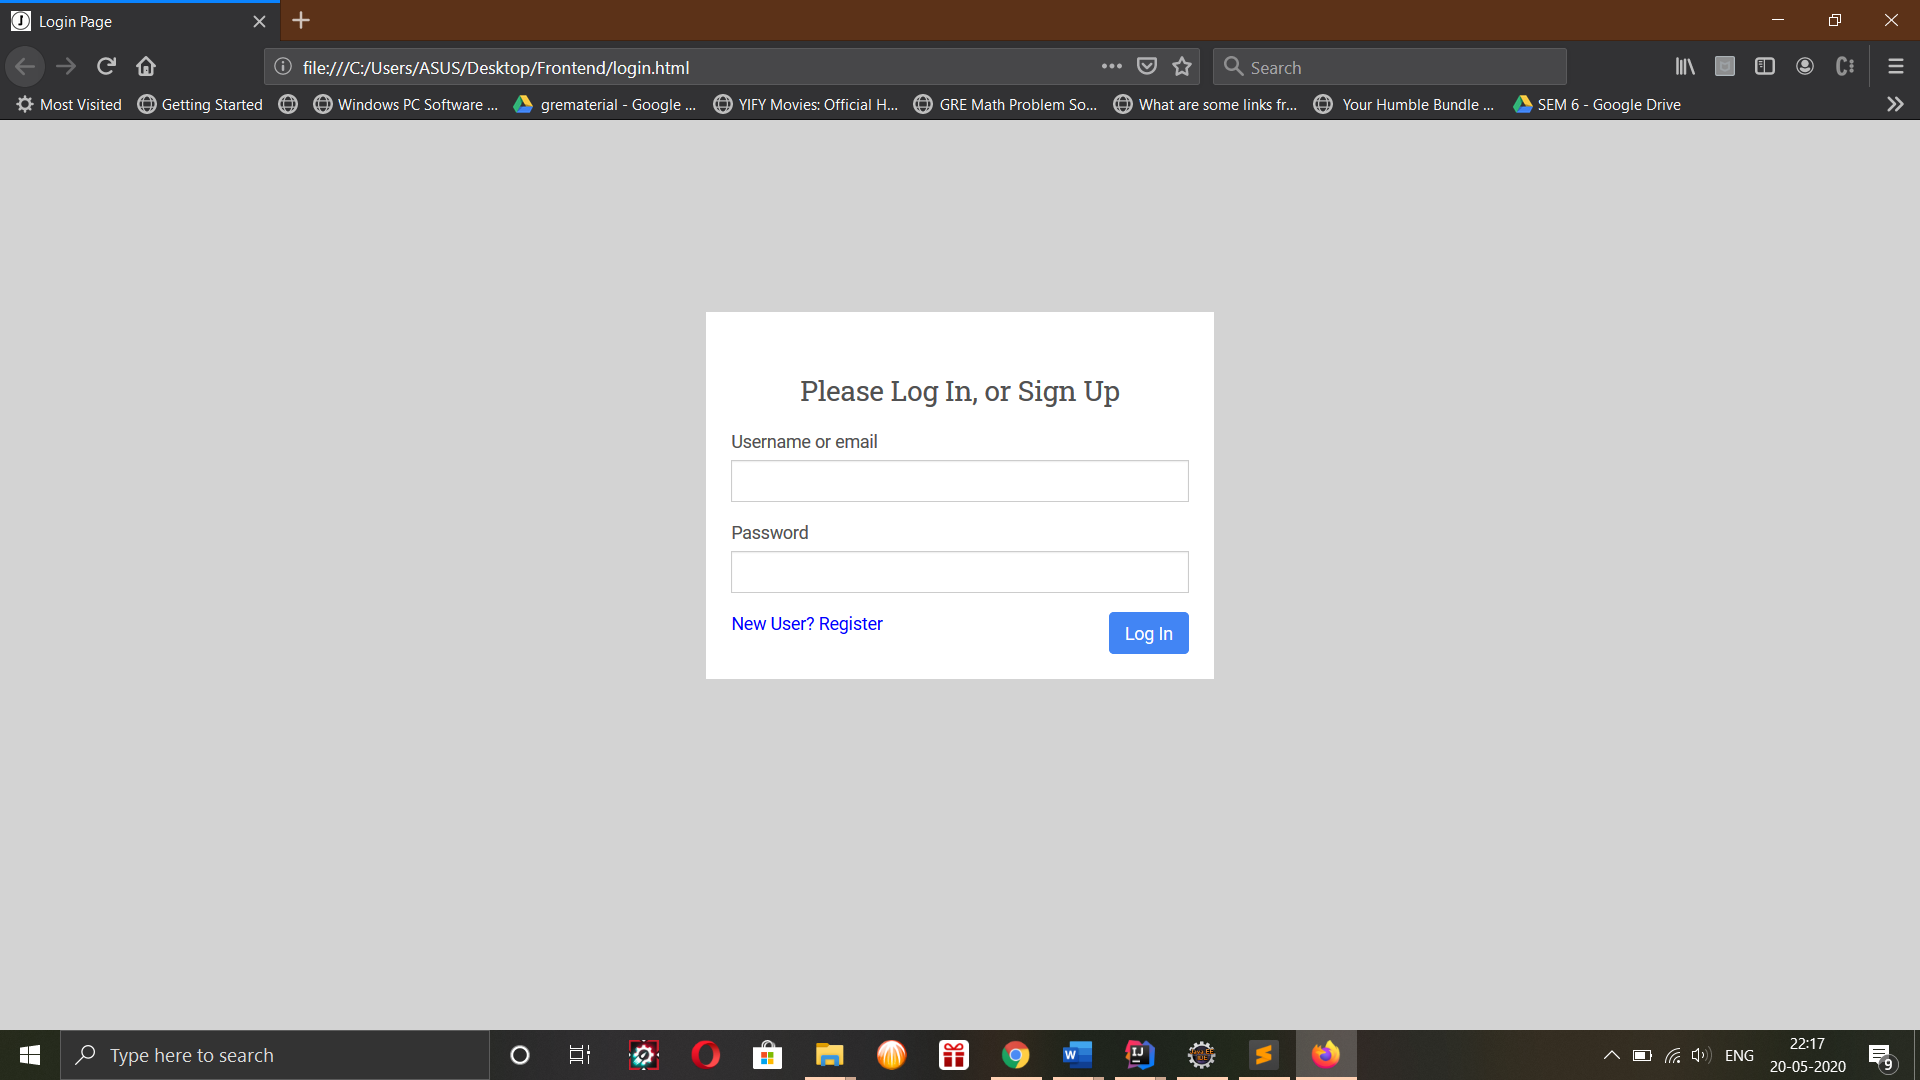 Login Page
file:///C:/Users/ASUS/Desktop/Frontend/login.html
Search
Most Visited
Getting Started
Windows PC Software ...
grematerial - Google ...
YIFY Movies: Official H...
GRE Math Problem So...
What are some links fr...
Your Humble Bundle ...
SEM 6 - Google Drive
Please Log In, or Sign Up
Username or email
Password
New User? Register
Log In
Type here to search
W
IJ
ENG
22:17
20-05-2020
9